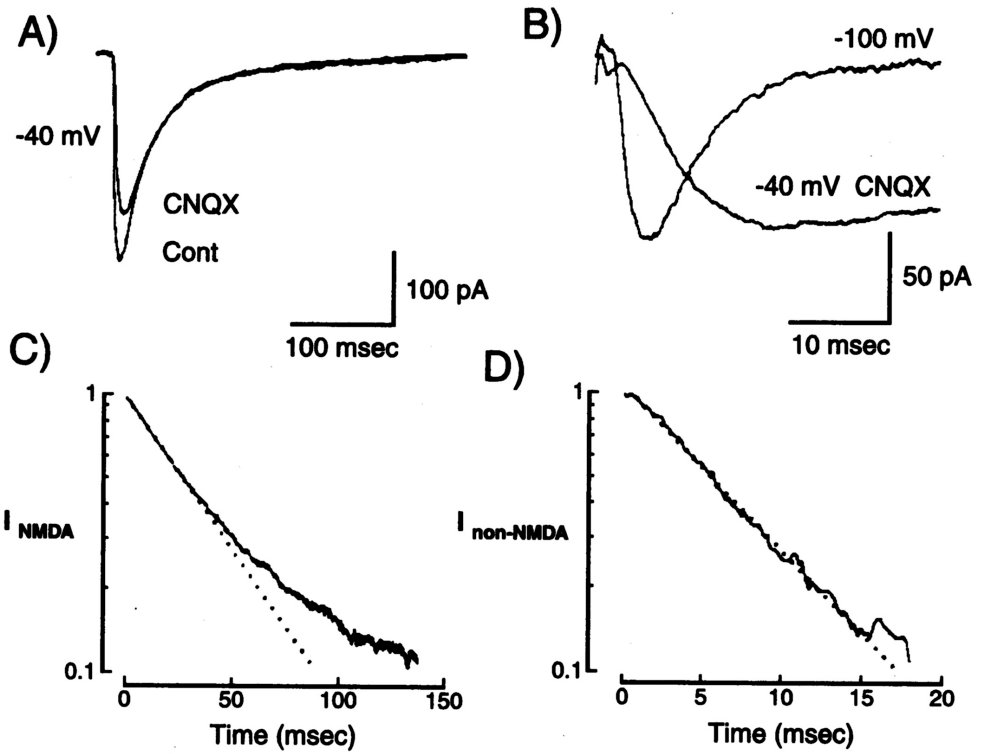 A)
-40 mV
CNQX
Cont
100 pA
100 msec
B)
-100 mV
-40 mV CNQX
50 pA
10 msec
C)
1
I NMDA
0.1
0 50 100 150
Time (msec)
D)
1
I non-NMDA
0.1
0 5 10 15 20
Time (msec)